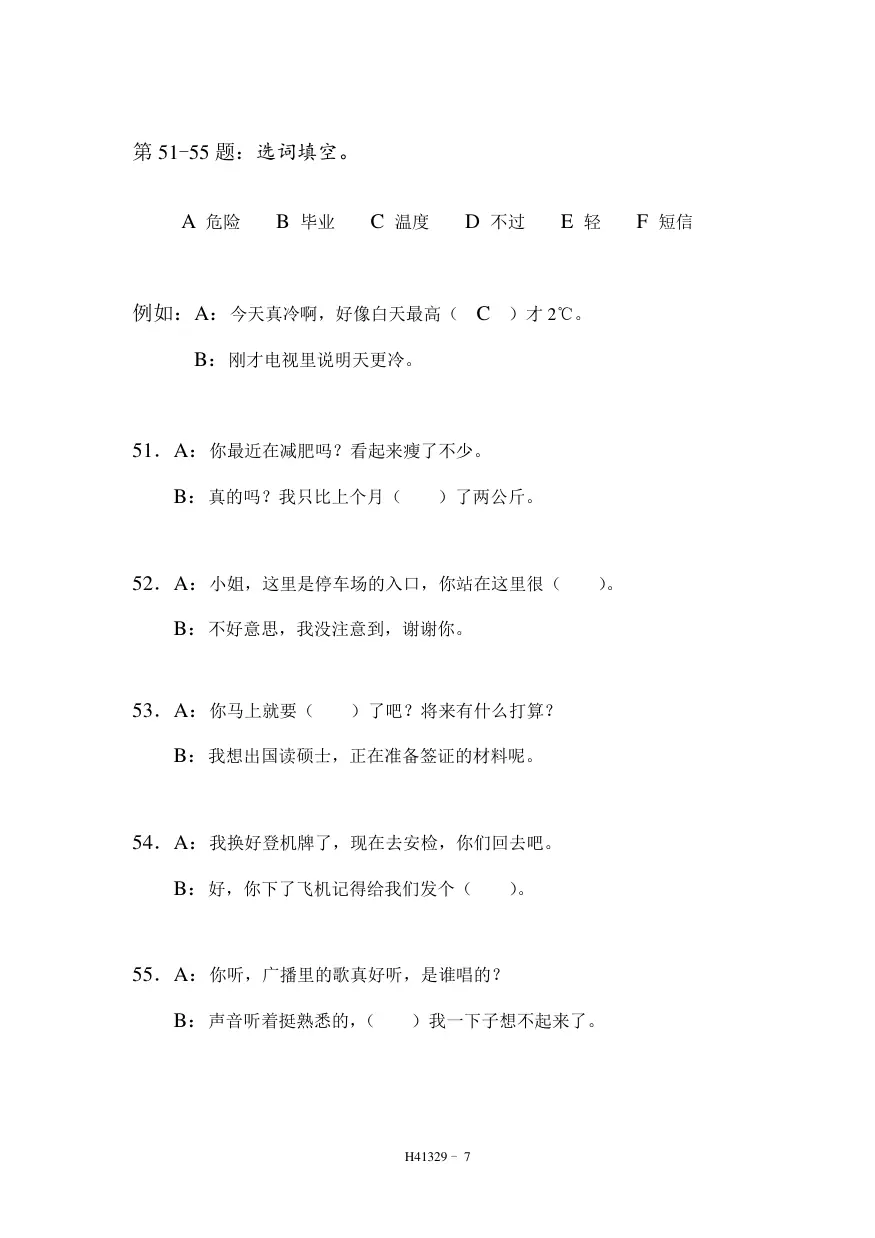 第 51-55 题：选词填空。
A 危险 B 毕业 C 温度 D 不过 E 轻 F 短信
例如：A：今天真冷啊，好像白天最高（ C ）才 2℃。
B：刚才电视里说明天更冷。
51．A：你最近在减肥吗？看起来瘦了不少。
B：真的吗？我只比上个月（ ）了两公斤。
52．A：小姐，这里是停车场的入口，你站在这里很（ ）。
B：不好意思，我没注意到，谢谢你。
53．A：你马上就要（ ）了吧？将来有什么打算？
B：我想出国读硕士，正在准备签证的材料呢。
54．A：我换好登机牌了，现在去安检，你们回去吧。
B：好，你下了飞机记得给我们发个（ ）。
55．A：你听，广播里的歌真好听，是谁唱的？
B：声音听着挺熟悉的，（ ）我一下子想不起来了。
H41329 - 7